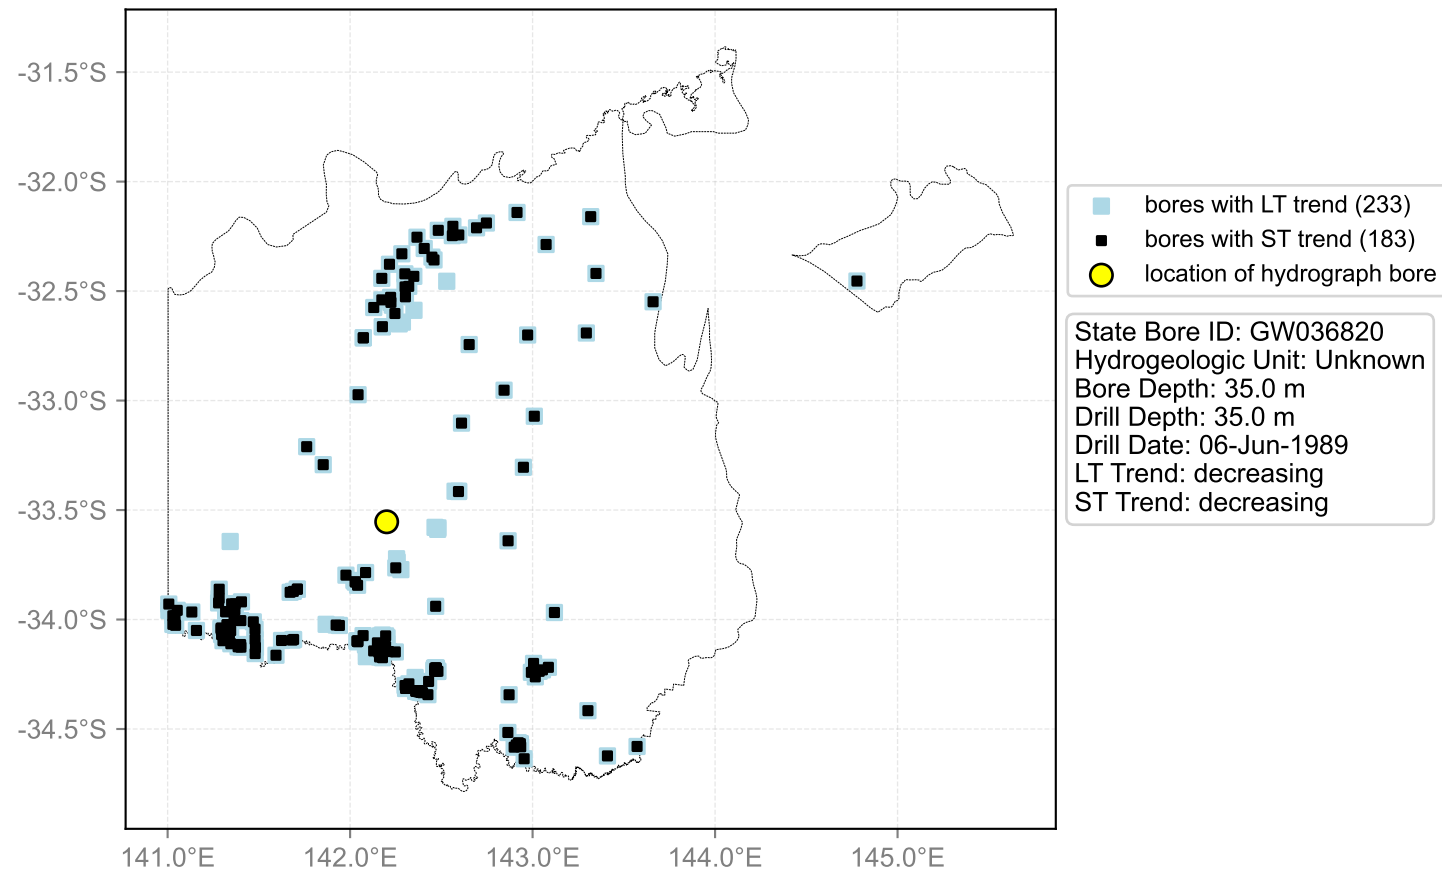 -31.5°S
-32.0°S
-32.5°S
-33.0°S
-33.5°S
-34.0°S
-34.5°S
141.0°E
142.0°E
143.0°E
144.0°E
145.0°E
bores with LT trend (233)
bores with ST trend (183)
location of hydrograph bore
State Bore ID: GW036820
Hydrogeologic Unit: Unknown
Bore Depth: 35.0 m
Drill Depth: 35.0 m
Drill Date: 06-Jun-1989
LT Trend: decreasing
ST Trend: decreasing